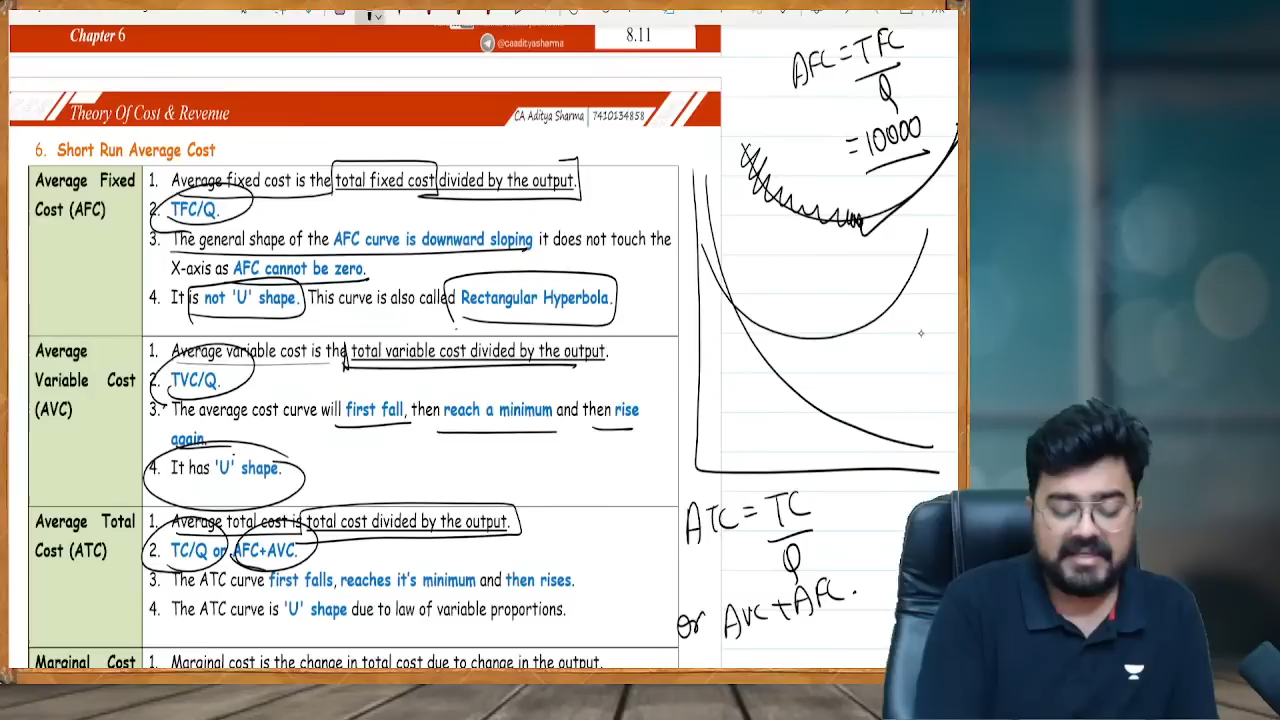 Chapter 6
@caadityasharma
8.11
Theory Of Cost & Revenue
CA Aditya Sharma | 7410134858
6. Short Run Average Cost
Average Fixed Cost (AFC)
1. Average fixed cost is the total fixed cost divided by the output.
2. TFC/Q.
3. The general shape of the AFC curve is downward sloping it does not touch the
X-axis as AFC cannot be zero.
4. It is not 'U' shape. This curve is also called Rectangular Hyperbola.
Average
Variable Cost
(AVC)
1. Average variable cost is the total variable cost divided by the output.
2. TVC/Q.
3. The average cost curve will first fall, then reach a minimum and then rise
again.
4. It has 'U' shape.
Average Total
Cost (ATC)
1. Average total cost is total cost divided by the output.
2. TC/Q or AFC+AVC.
3. The ATC curve first falls, reaches it's minimum and then rises.
4. The ATC curve is 'U' shape due to law of variable proportions.
Marginal Cost
1. Marginal cost is the change in total cost due to change in the output.
AFC = TFC
Q
= 10000
ATC = TC
Q
or AVC + AFC.